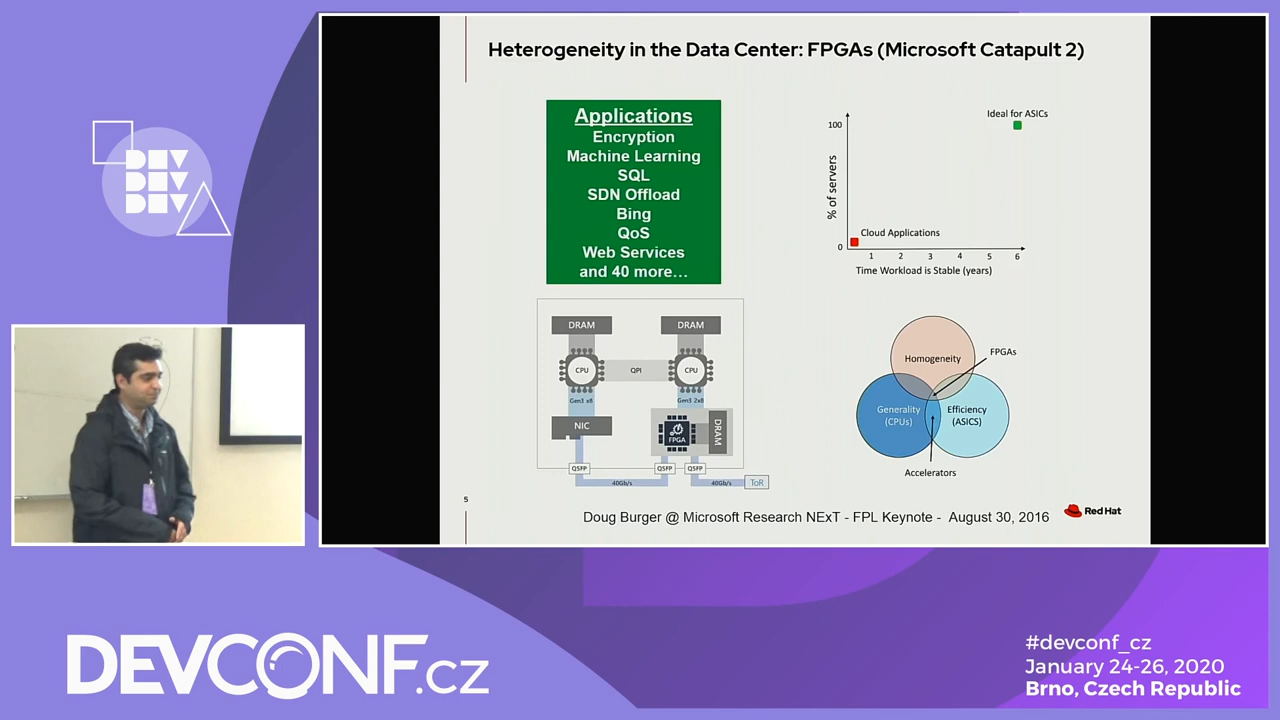 Heterogeneity in the Data Center: FPGAs (Microsoft Catapult 2)
Applications
Encryption
Machine Learning
SQL
SDN Offload
Bing
QoS
Web Services
and 40 more...
Ideal for ASICs
100
% of servers
Cloud Applications
0
1 2 3 4 5 6
Time Workload is Stable (years)
DRAM DRAM
CPU QPI CPU
Gen3 x8 Gen3 2x8
NIC FPGA DRAM
QSFP QSFP QSFP
40Gb/s 40Gb/s ToR
Homogeneity
FPGAs
Generality
(CPUs)
Efficiency
(ASICS)
Accelerators
5
Doug Burger @ Microsoft Research NExT - FPL Keynote - August 30, 2016
Red Hat
DEV
DEV
DEV
DEVCONF.cz
#devconf_cz
January 24-26, 2020
Brno, Czech Republic